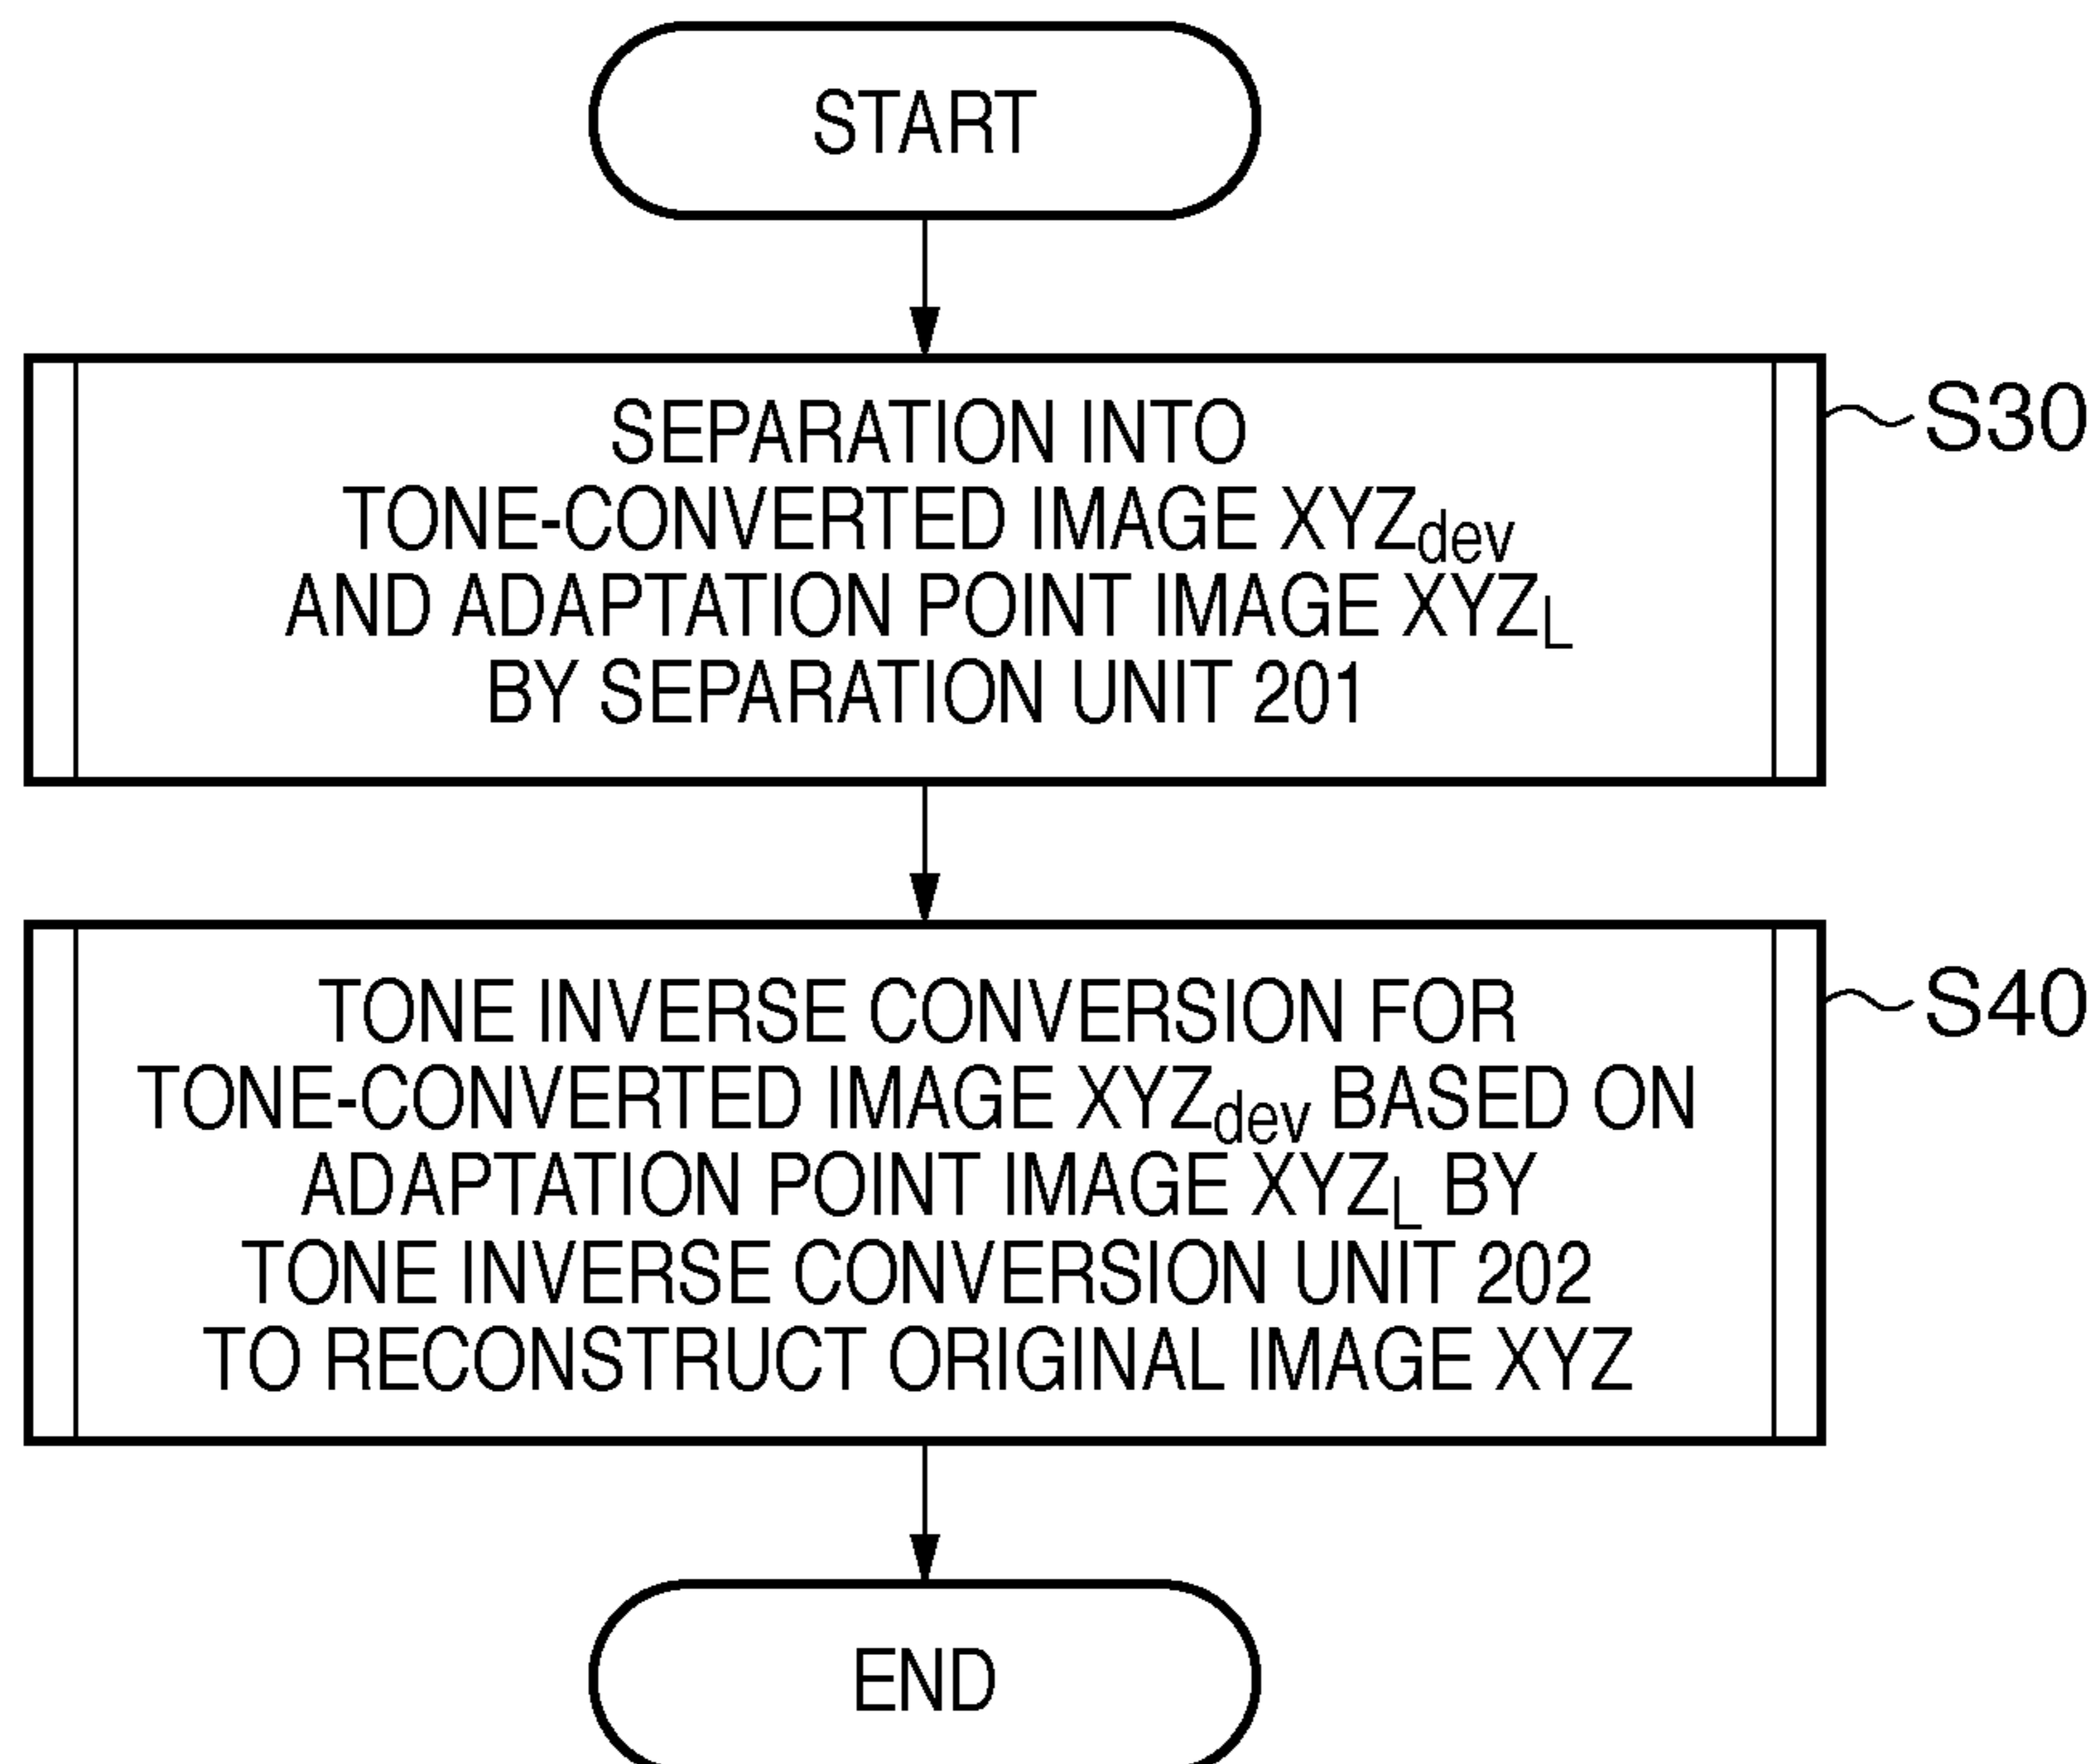 START
SEPARATION INTO
TONE-CONVERTED IMAGE XYZdev
AND ADAPTATION POINT IMAGE XYZL
BY SEPARATION UNIT 201
S30
TONE INVERSE CONVERSION FOR
TONE-CONVERTED IMAGE XYZdev BASED ON
ADAPTATION POINT IMAGE XYZL BY
TONE INVERSE CONVERSION UNIT 202
TO RECONSTRUCT ORIGINAL IMAGE XYZ
S40
END